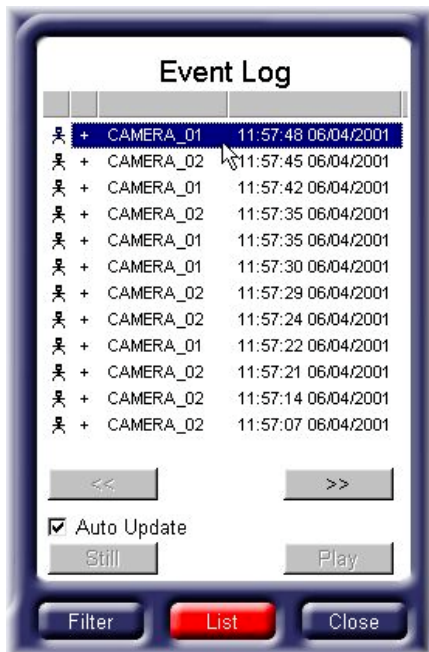 Event Log
+ CAMERA_01 11:57:48 06/04/2001
+ CAMERA_02 11:57:45 06/04/2001
+ CAMERA_01 11:57:42 06/04/2001
+ CAMERA_02 11:57:35 06/04/2001
+ CAMERA_01 11:57:35 06/04/2001
+ CAMERA_01 11:57:30 06/04/2001
+ CAMERA_02 11:57:29 06/04/2001
+ CAMERA_02 11:57:24 06/04/2001
+ CAMERA_01 11:57:22 06/04/2001
+ CAMERA_02 11:57:21 06/04/2001
+ CAMERA_02 11:57:14 06/04/2001
+ CAMERA_02 11:57:07 06/04/2001
<< >>
Auto Update
Still Play
Filter List Close